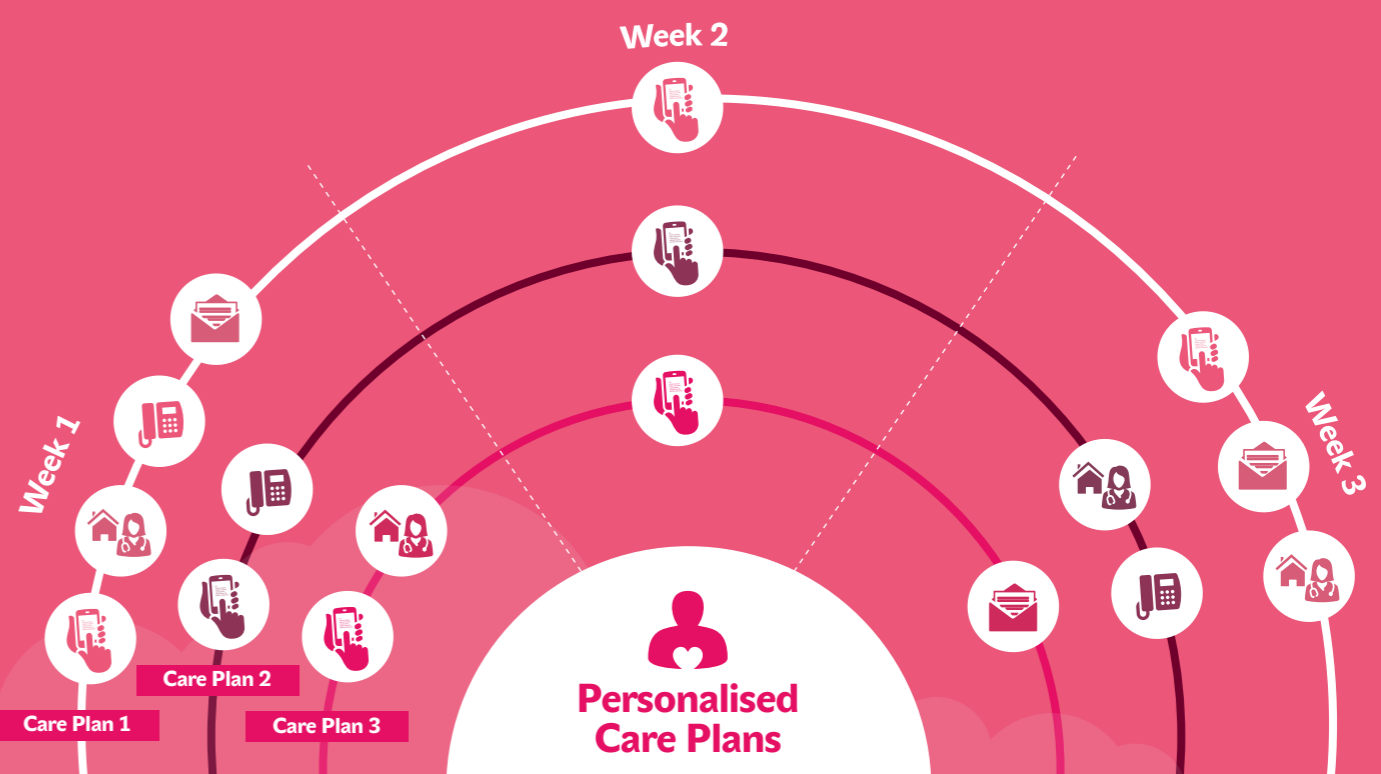 Week 2
Week 1
Week 3
Care Plan 2
Care Plan 1
Care Plan 3
Personalised
Care Plans